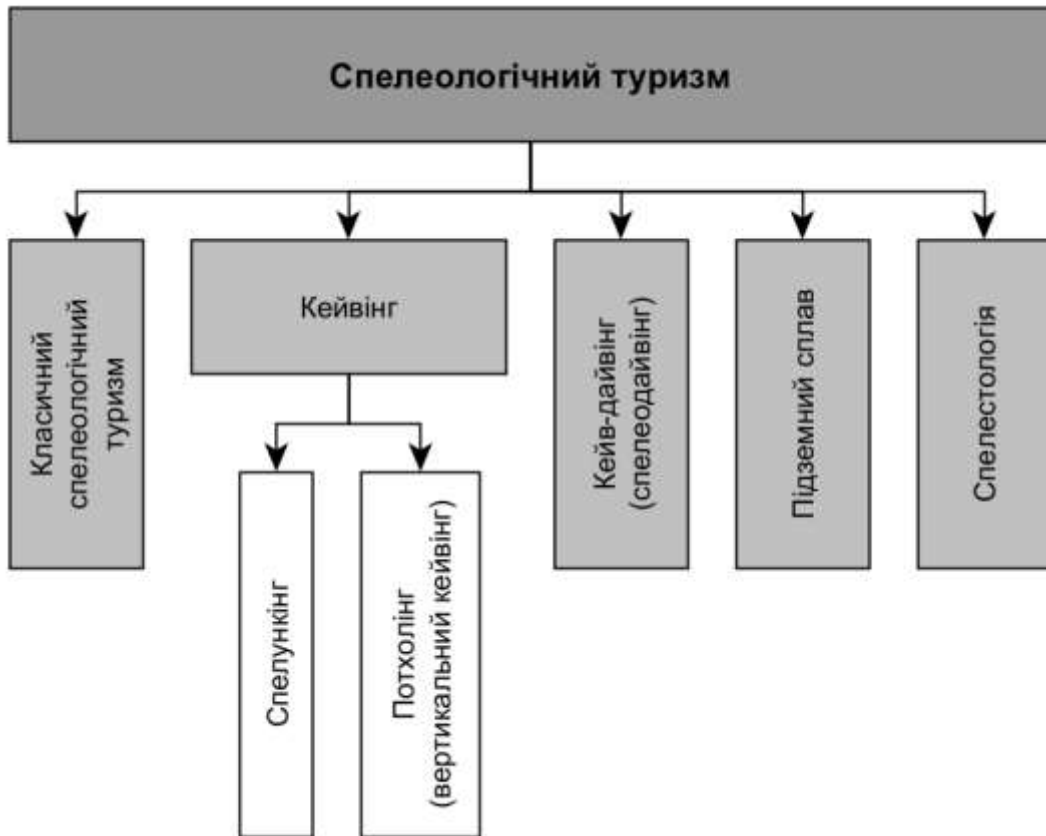 Спелеологічний туризм
Класичний
спелеологічний
туризм
Кейвінг
Кейв-дайвінг
(спелеодайвінг)
Підземний сплав
Спелестологія
Спелункінг
Потхолінг
(вертикальний кейвінг)